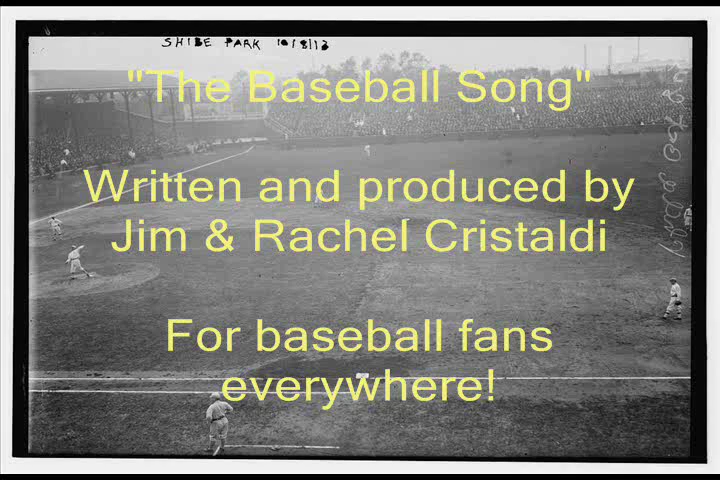 SHIBE PARK 10/8/13
"The Baseball Song"
Written and produced by
Jim & Rachel Cristaldi
For baseball fans
everywhere!